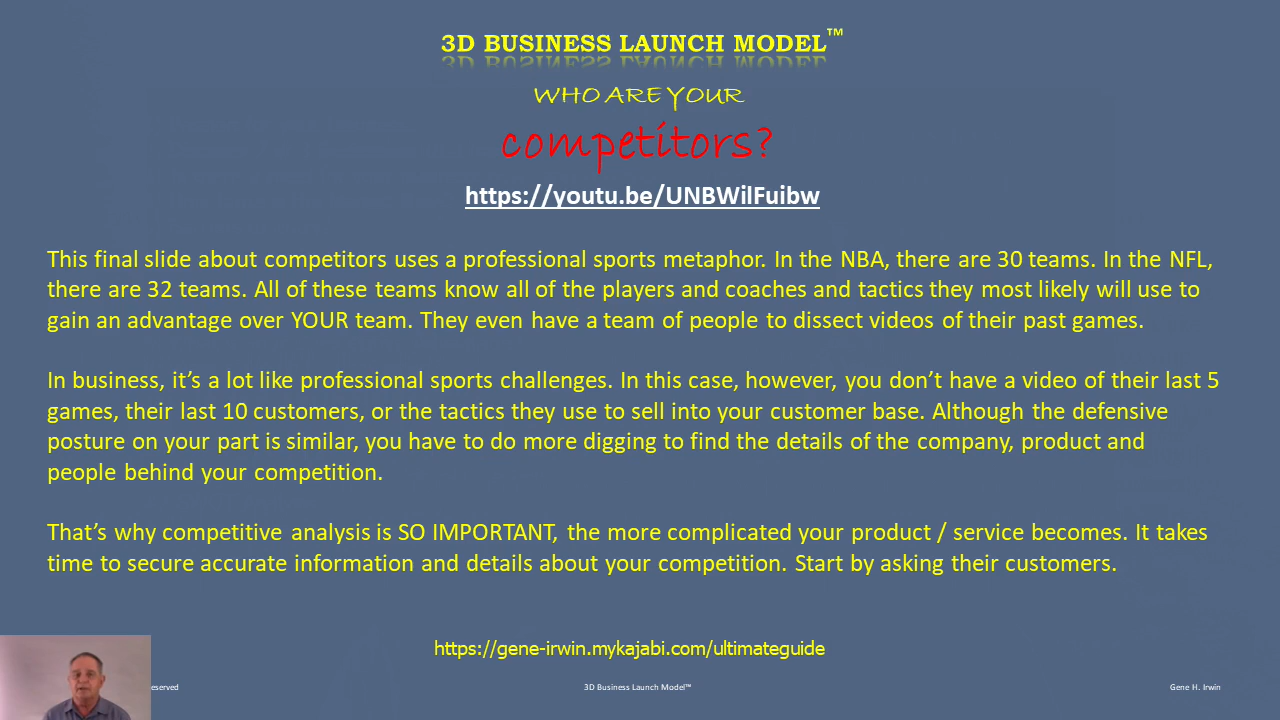 3D BUSINESS LAUNCH MODEL™
WHO ARE YOUR
competitors?
https://youtu.be/UNBWilFuibw
This final slide about competitors uses a professional sports metaphor. In the NBA, there are 30 teams. In the NFL,
there are 32 teams. All of these teams know all of the players and coaches and tactics they most likely will use to
gain an advantage over YOUR team. They even have a team of people to dissect videos of their past games.
In business, it’s a lot like professional sports challenges. In this case, however, you don’t have a video of their last 5
games, their last 10 customers, or the tactics they use to sell into your customer base. Although the defensive
posture on your part is similar, you have to do more digging to find the details of the company, product and
people behind your competition.
That’s why competitive analysis is SO IMPORTANT, the more complicated your product / service becomes. It takes
time to secure accurate information and details about your competition. Start by asking their customers.
https://gene-irwin.mykajabi.com/ultimateguide
eserved
3D Business Launch Model™
Gene H. Irwin